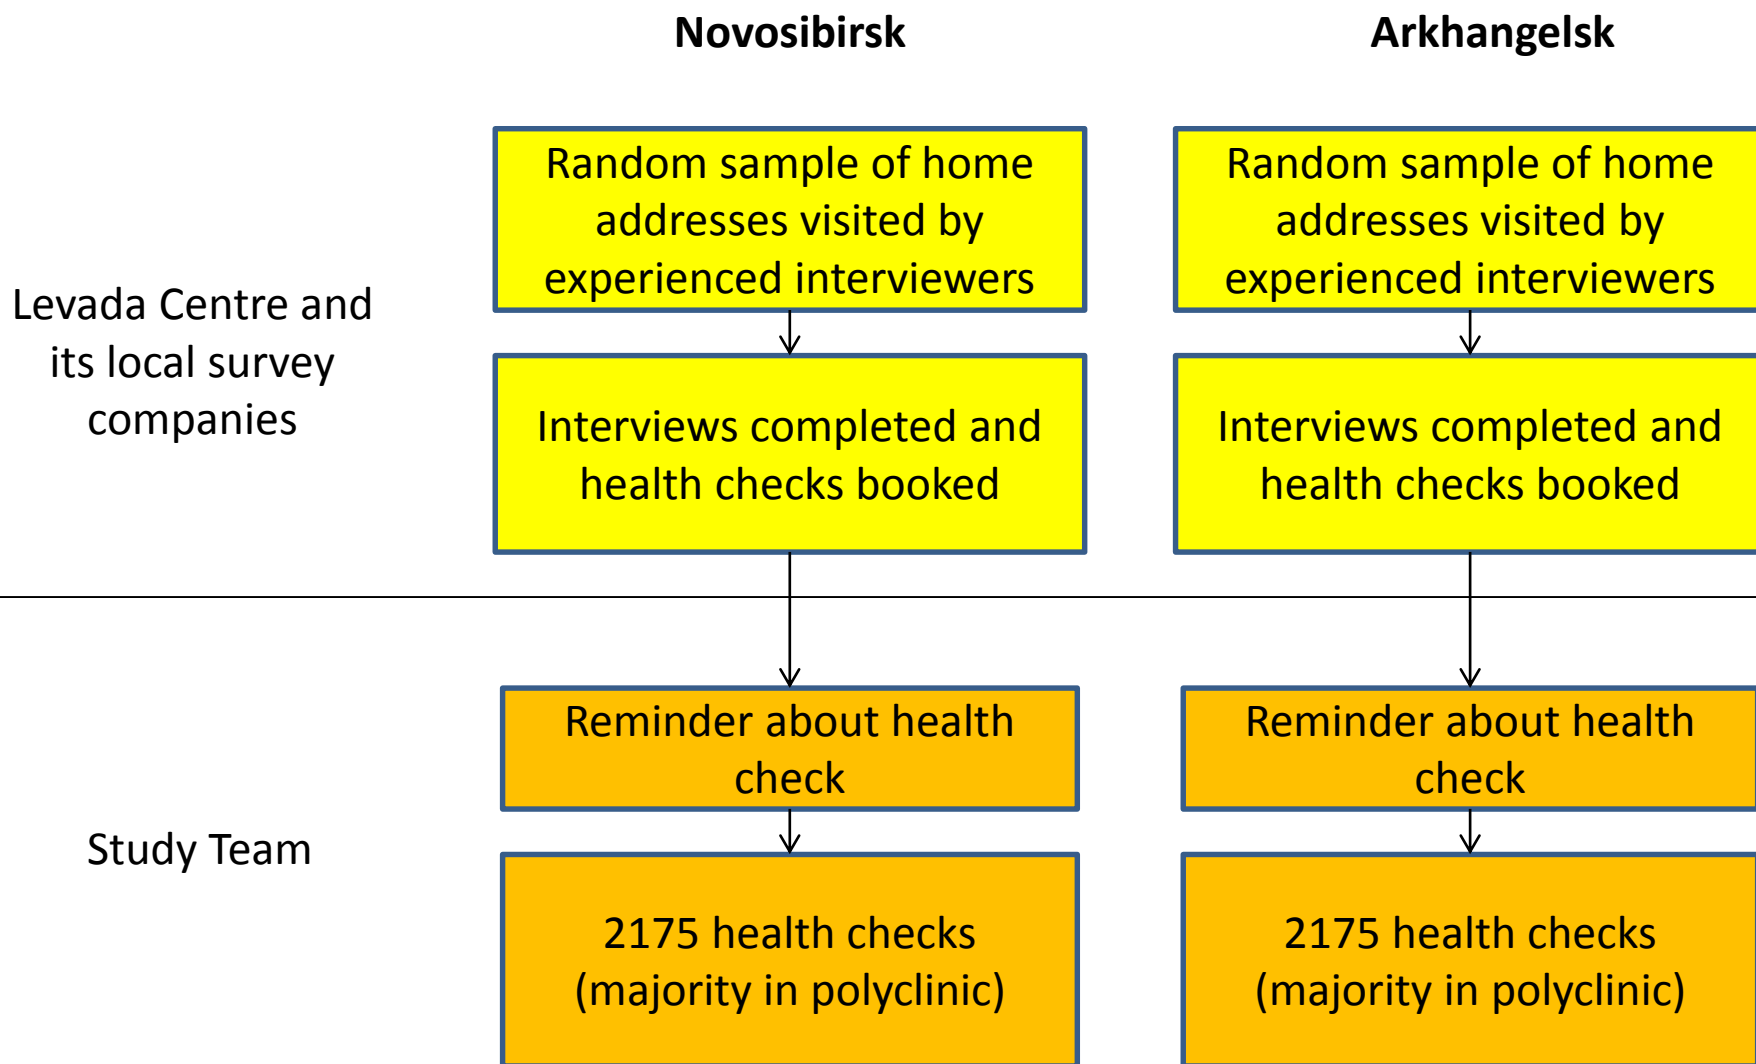 Novosibirsk
Arkhangelsk
Levada Centre and
its local survey
companies
Random sample of home
addresses visited by
experienced interviewers
Random sample of home
addresses visited by
experienced interviewers
Interviews completed and
health checks booked
Interviews completed and
health checks booked
Study Team
Reminder about health
check
Reminder about health
check
2175 health checks
(majority in polyclinic)
2175 health checks
(majority in polyclinic)